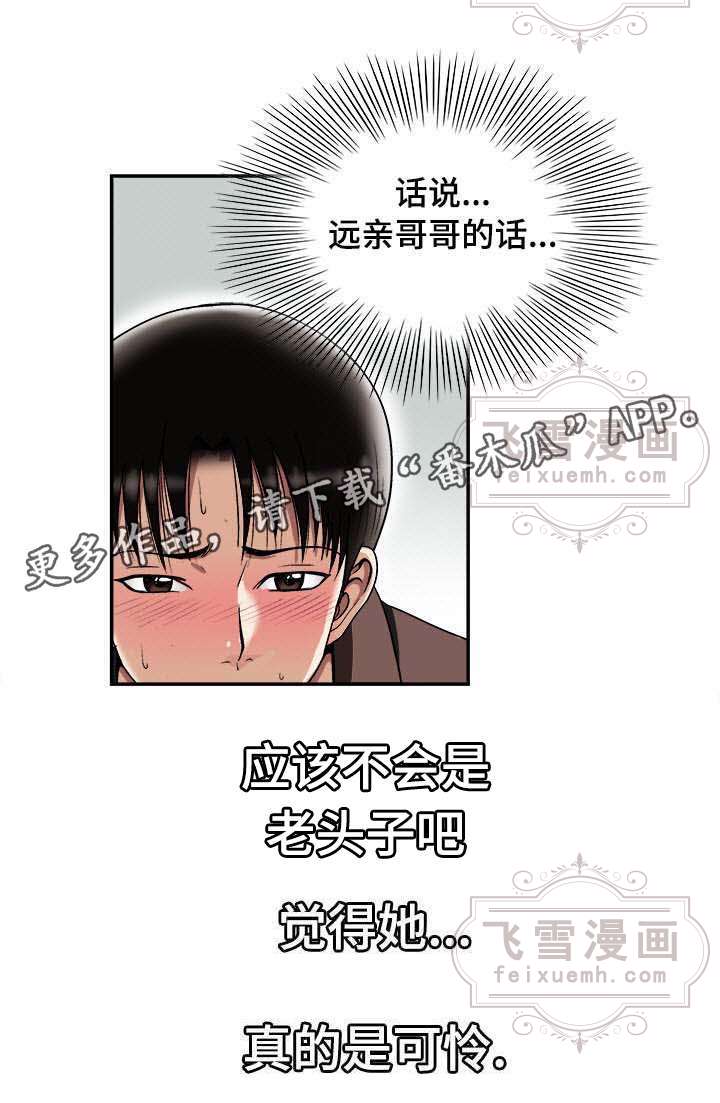 话说...
远亲哥哥的话...
飞雪漫画
feixuemh.com
更多作品，请下载“番木瓜”APP。
应该不会是
老头子吧
觉得她...
飞雪漫画
feixuemh.com
真的是可怜.